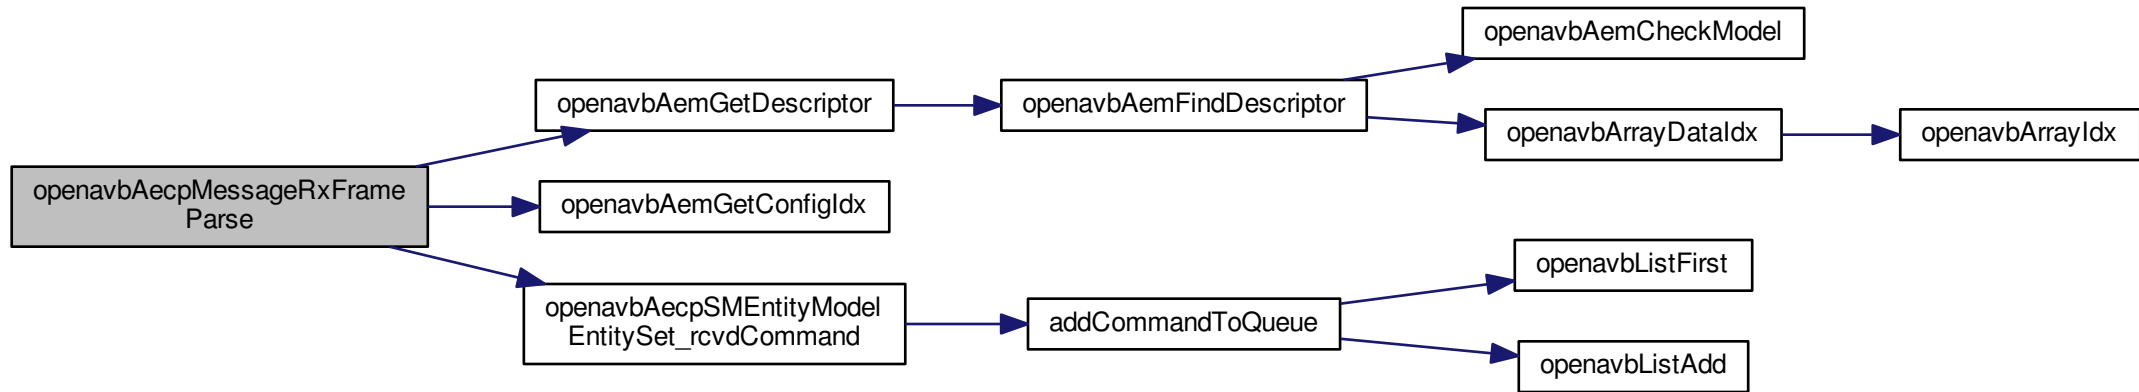 openavbAecpMessageRxFrame
Parse
openavbAemGetDescriptor
openavbAemGetConfigIdx
openavbAecpSMEntityModel
EntitySet_rcvdCommand
openavbAemFindDescriptor
addCommandToQueue
openavbAemCheckModel
openavbArrayDataIdx
openavbListFirst
openavbListAdd
openavbArrayIdx